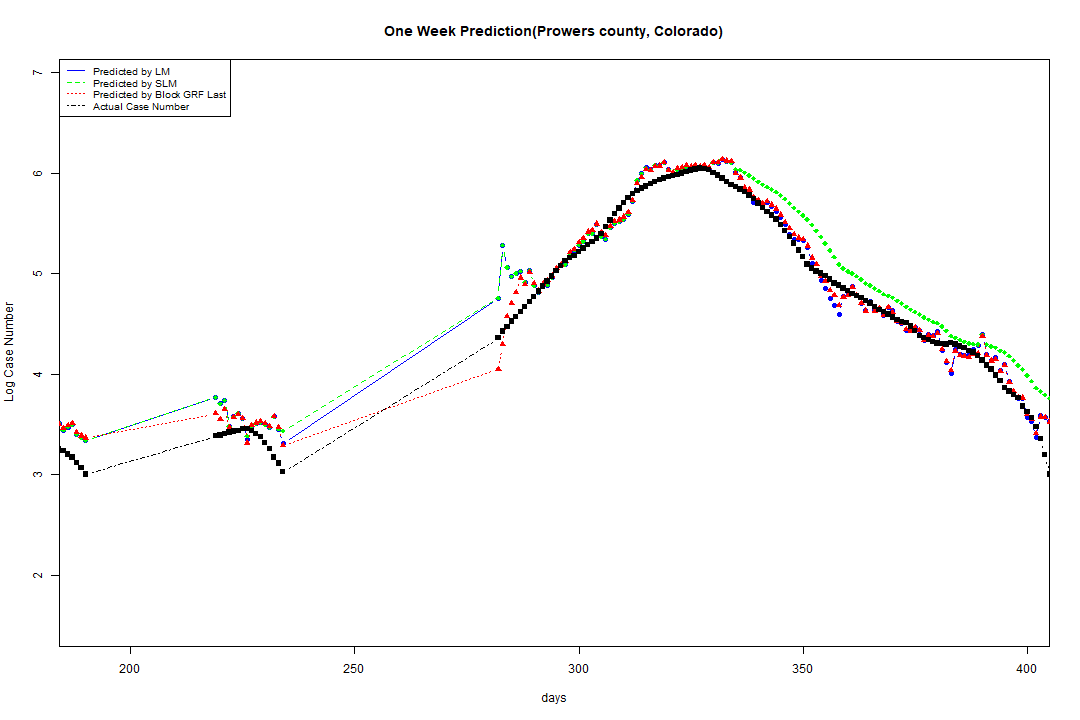 One Week Prediction(Prowers county, Colorado)
Predicted by LM
Predicted by SLM
Predicted by Block GRF Last
Actual Case Number
7
6
5
4
3
2
Log Case Number
200 250 300 350 400
days